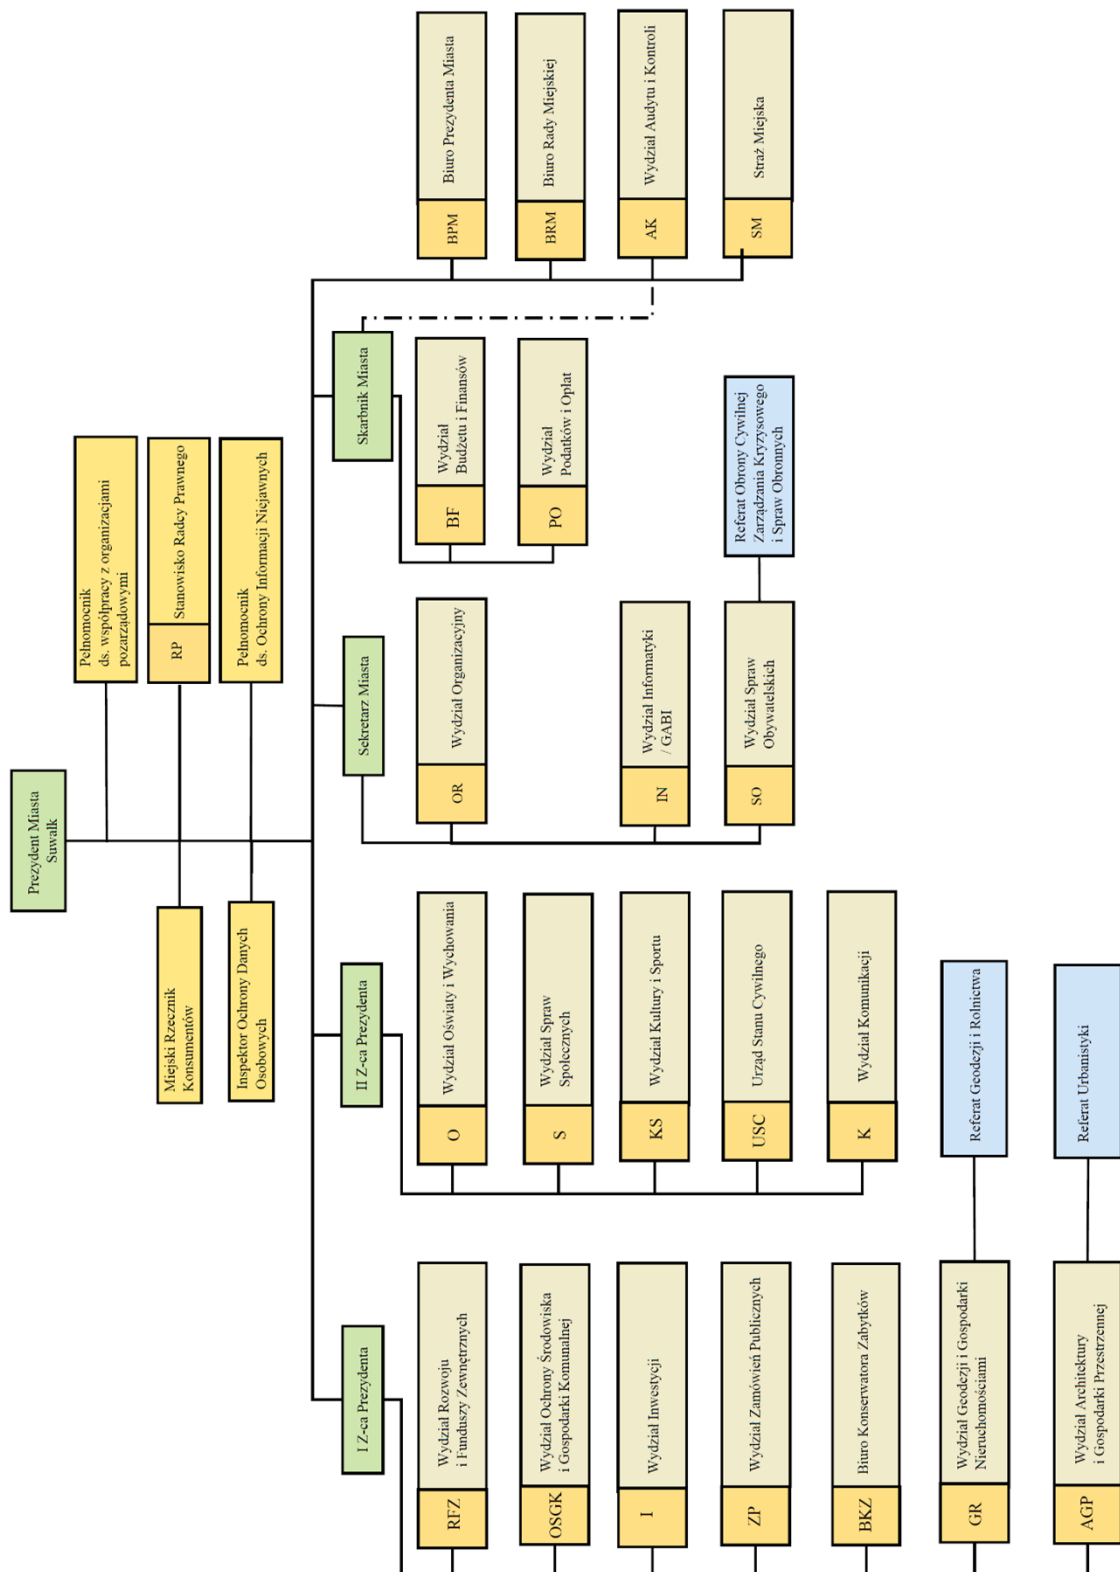 Prezydent Miasta
Suwałk
Pełnomocnik
ds. współpracy z organizacjami
pozarządowymi
RP
Stanowisko Radcy Prawnego
Pełnomocnik
ds. Ochrony Informacji Niejawnych
Miejski Rzecznik
Konsumentów
Inspektor Ochrony Danych
Osobowych
I Z-ca Prezydenta
RFZ
Wydział Rozwoju
i Funduszy Zewnętrznych
OSGK
Wydział Ochrony Środowiska
i Gospodarki Komunalnej
I
Wydział Inwestycji
ZP
Wydział Zamówień Publicznych
BKZ
Biuro Konserwatora Zabytków
GR
Wydział Geodezji i Gospodarki
Nieruchomościami
Referat Geodezji i Rolnictwa
AGP
Wydział Architektury
i Gospodarki Przestrzennej
Referat Urbanistyki
II Z-ca Prezydenta
O
Wydział Oświaty i Wychowania
S
Wydział Spraw
Społecznych
KS
Wydział Kultury i Sportu
USC
Urząd Stanu Cywilnego
K
Wydział Komunikacji
Sekretarz Miasta
OR
Wydział Organizacyjny
IN
Wydział Informatyki
/ GABI
SO
Wydział Spraw
Obywatelskich
Referat Obrony Cywilnej
Zarządzania Kryzysowego
i Spraw Obronnych
Skarbnik Miasta
BF
Wydział
Budżetu i Finansów
PO
Wydział
Podatków i Opłat
BPM
Biuro Prezydenta Miasta
BRM
Biuro Rady Miejskiej
AK
Wydział Audytu i Kontroli
SM
Straż Miejska